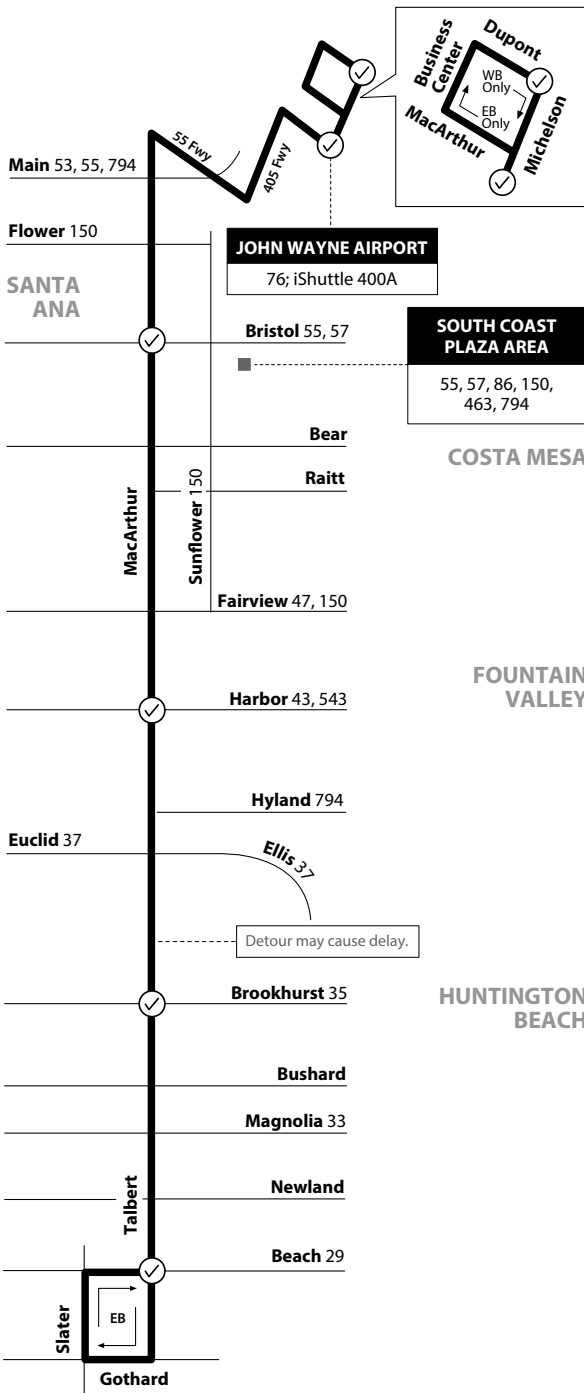 Business
Center
Dupont
WB
Only
EB
Only
MacArthur
Michelson
55 Fwy
405 Fwy
Main 53, 55, 794
Flower 150
JOHN WAYNE AIRPORT
76; iShuttle 400A
SANTA
ANA
Bristol 55, 57
SOUTH COAST
PLAZA AREA
55, 57, 86, 150,
463, 794
Bear
COSTA MESA
Raitt
MacArthur
Sunflower 150
Fairview 47, 150
FOUNTAIN
VALLEY
Harbor 43, 543
Hyland 794
Euclid 37
Ellis 37
Detour may cause delay.
Brookhurst 35
HUNTINGTON
BEACH
Bushard
Magnolia 33
Newland
Talbert
Beach 29
Slater
EB
Gothard